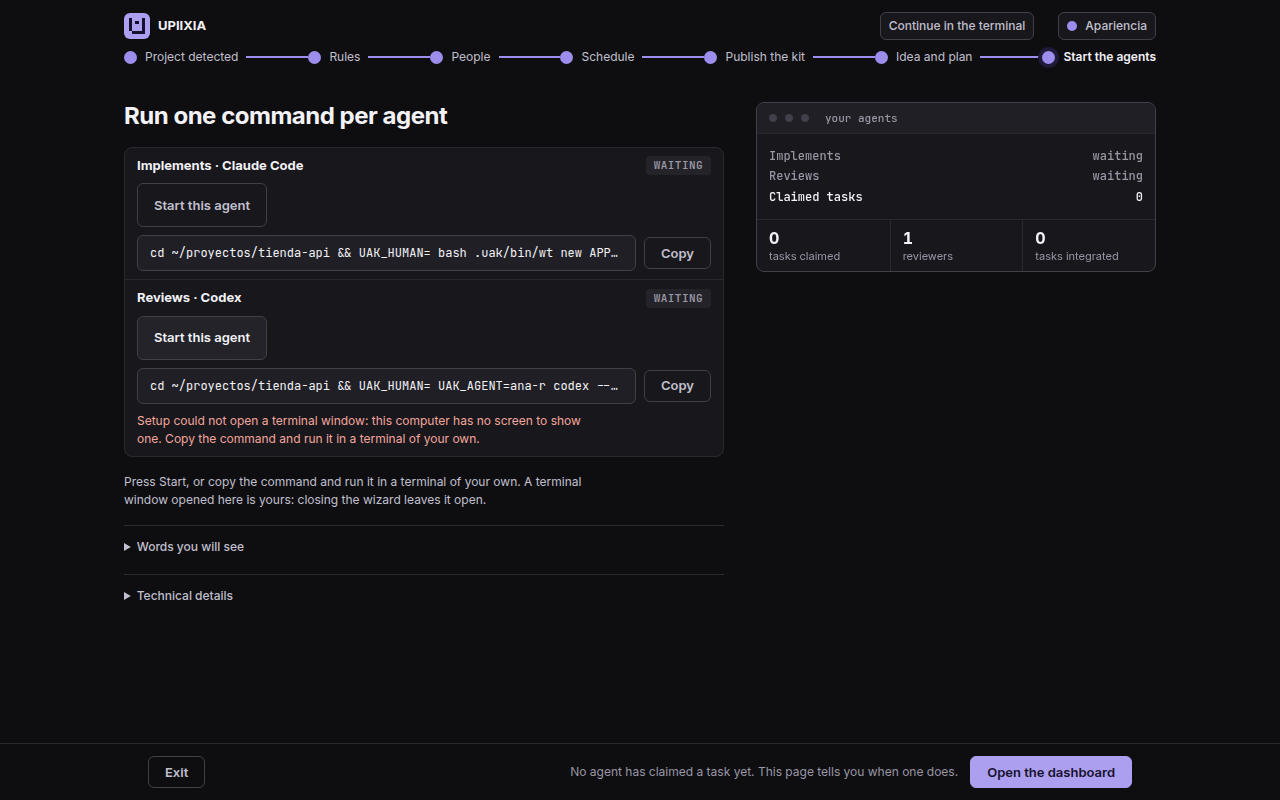 UPIIXIA
Continue in the terminal
Apariencia
Project detected
Rules
People
Schedule
Publish the kit
Idea and plan
Start the agents
Run one command per agent
Implements · Claude Code
WAITING
Start this agent
cd ~/proyectos/tienda-api && UAK_HUMAN= bash .uak/bin/wt new APP…
Copy
Reviews · Codex
WAITING
Start this agent
cd ~/proyectos/tienda-api && UAK_HUMAN= UAK_AGENT=ana-r codex --…
Copy
Setup could not open a terminal window: this computer has no screen to show
one. Copy the command and run it in a terminal of your own.
Press Start, or copy the command and run it in a terminal of your own. A terminal
window opened here is yours: closing the wizard leaves it open.
Words you will see
Technical details
your agents
Implements waiting
Reviews waiting
Claimed tasks 0
0 1 0
tasks claimed reviewers tasks integrated
Exit
No agent has claimed a task yet. This page tells you when one does.
Open the dashboard